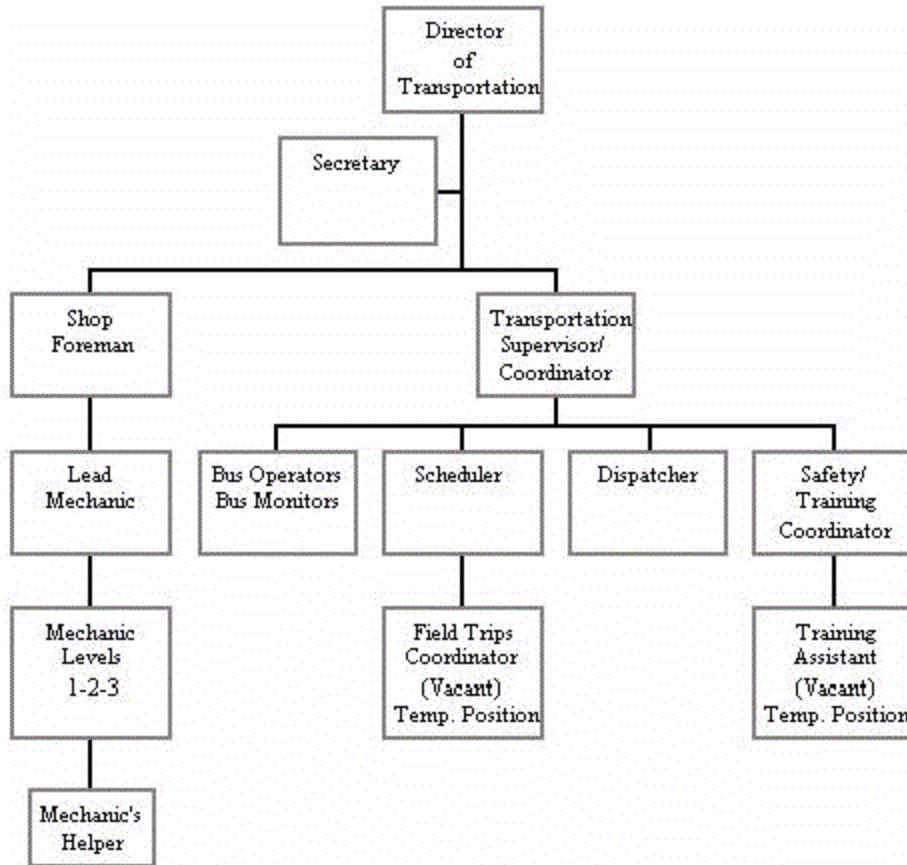 Director
of
Transportation
Secretary
Shop
Foreman
Transportation
Supervisor/
Coordinator
Lead
Mechanic
Bus Operators
Bus Monitors
Scheduler
Dispatcher
Safety/
Training
Coordinator
Mechanic
Levels
1-2-3
Field Trips
Coordinator
(Vacant)
Temp. Position
Training
Assistant
(Vacant)
Temp. Position
Mechanic's
Helper